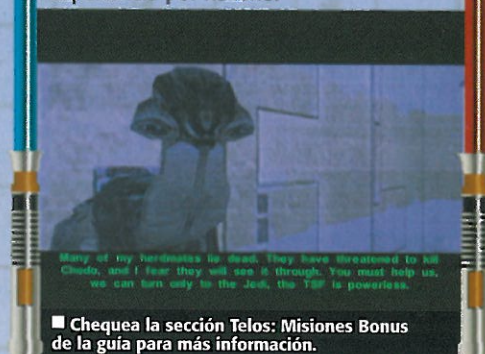 Many of my herdmates lie dead. They have threatened to kill
Chodo, and I fear they will see it through. You must help us,
we can turn only to the Jedi, the TSF is powerless.
■ Chequea la sección Telos: Misiones Bonus
de la guía para más información.